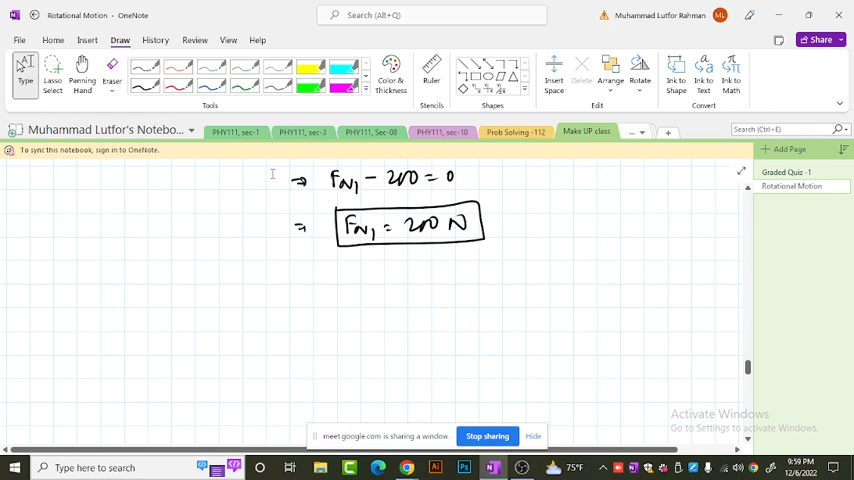 Rotational Motion - OneNote
Search (Alt+Q)
Muhammad Lutfor Rahman
ML
File Home Insert Draw History Review View Help
Share
Type
Lasso Select
Panning Hand
Eraser
Color & Thickness
Ruler
Insert Space
Delete
Arrange
Rotate
Ink to Shape
Ink to Text
Ink to Math
Tools
Stencils
Shapes
Edit
Convert
Muhammad Lutfor's Notebo...
PHY111, sec-1
PHY111, sec-3
PHY111, Sec-08
PHY111, sec-10
Prob Solving -112
Make UP class
Search (Ctrl+E)
To sync this notebook, sign in to OneNote.
Add Page
Graded Quiz -1
Rotational Motion
⇒ FN1 - 200 = 0
⇒ FN1 = 200 N
Activate Windows
Go to Settings to activate Windows.
meet.google.com is sharing a window.
Stop sharing
Hide
Type here to search
75°F
9:59 PM
12/6/2022